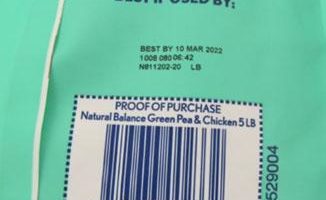 BEST BY 10 MAR 2022
1008 080 06:42
N811202-20 LB
PROOF OF PURCHASE
Natural Balance Green Pea & Chicken 5 LB
529004